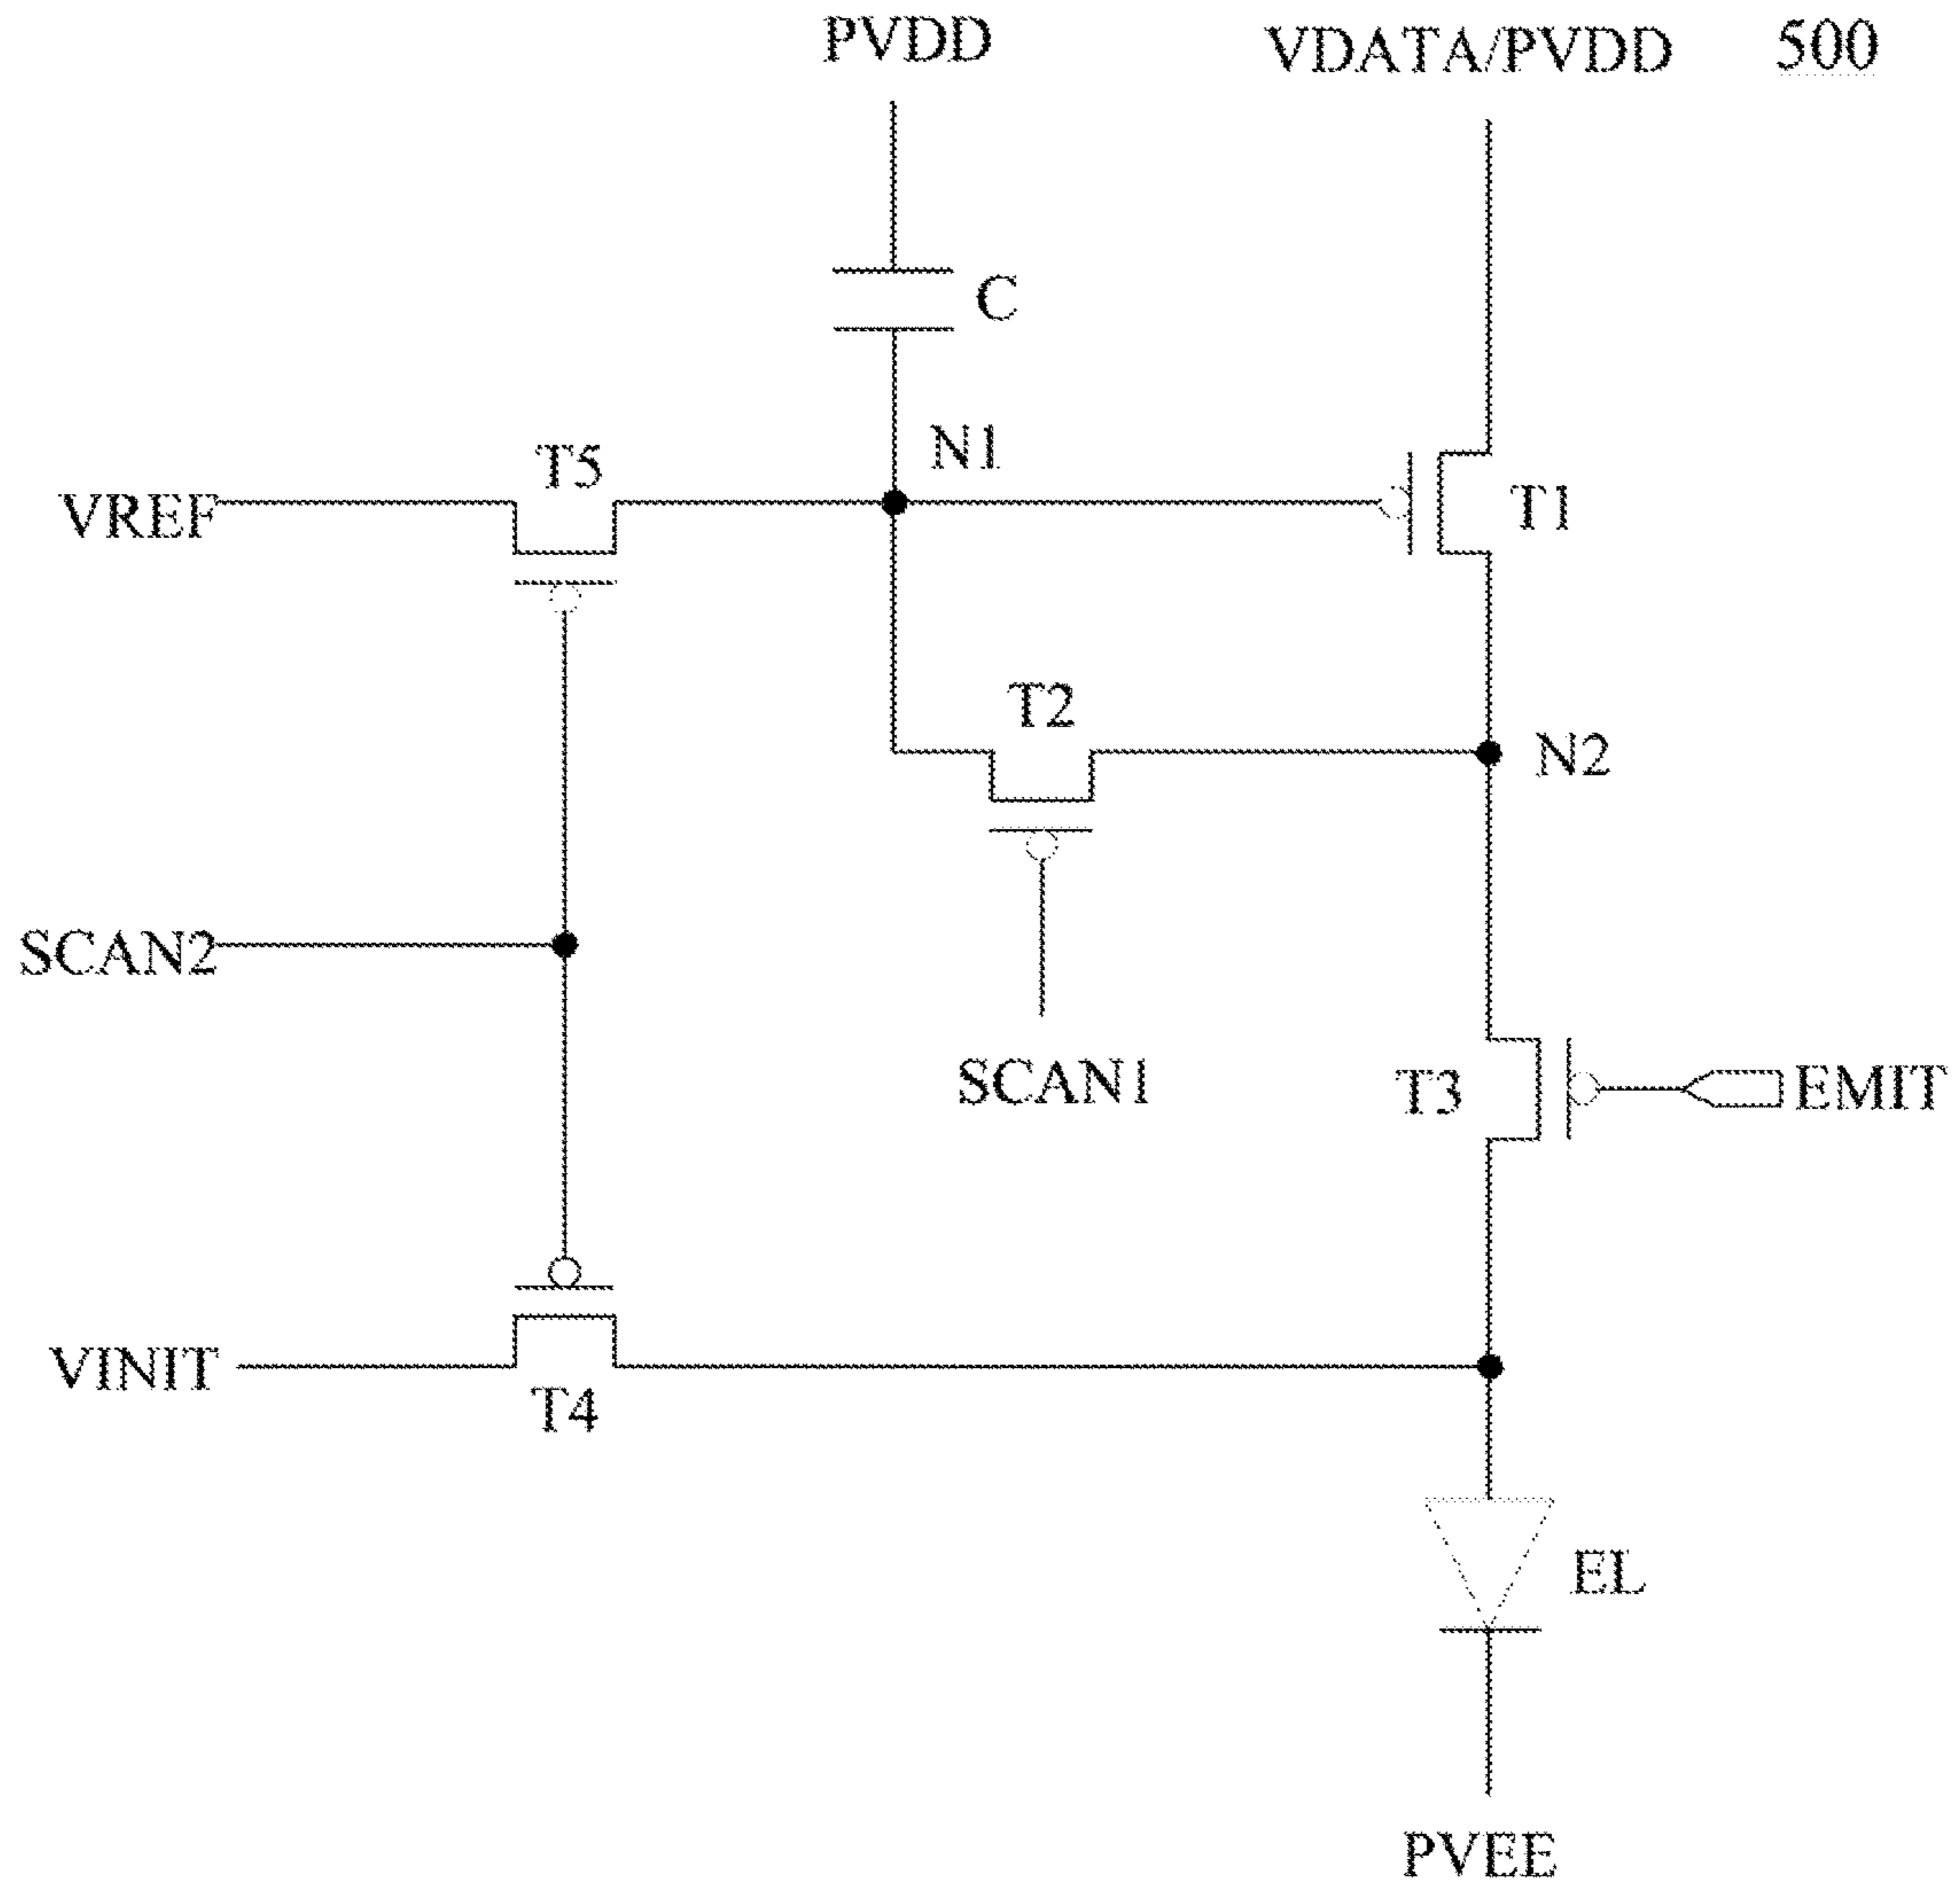 PVDD
VDATA/PVDD
500
C
N1
T5
VREF
T1
T2
N2
SCAN2
SCAN1
T3
EMIT
VINIT
T4
EL
PVEE